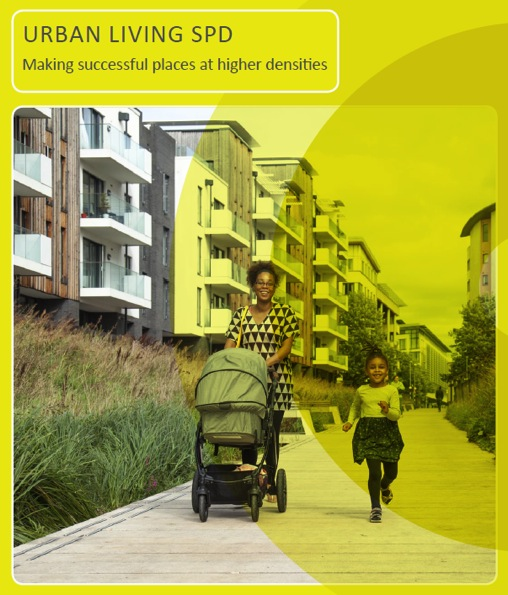 URBAN LIVING SPD
Making successful places at higher densities